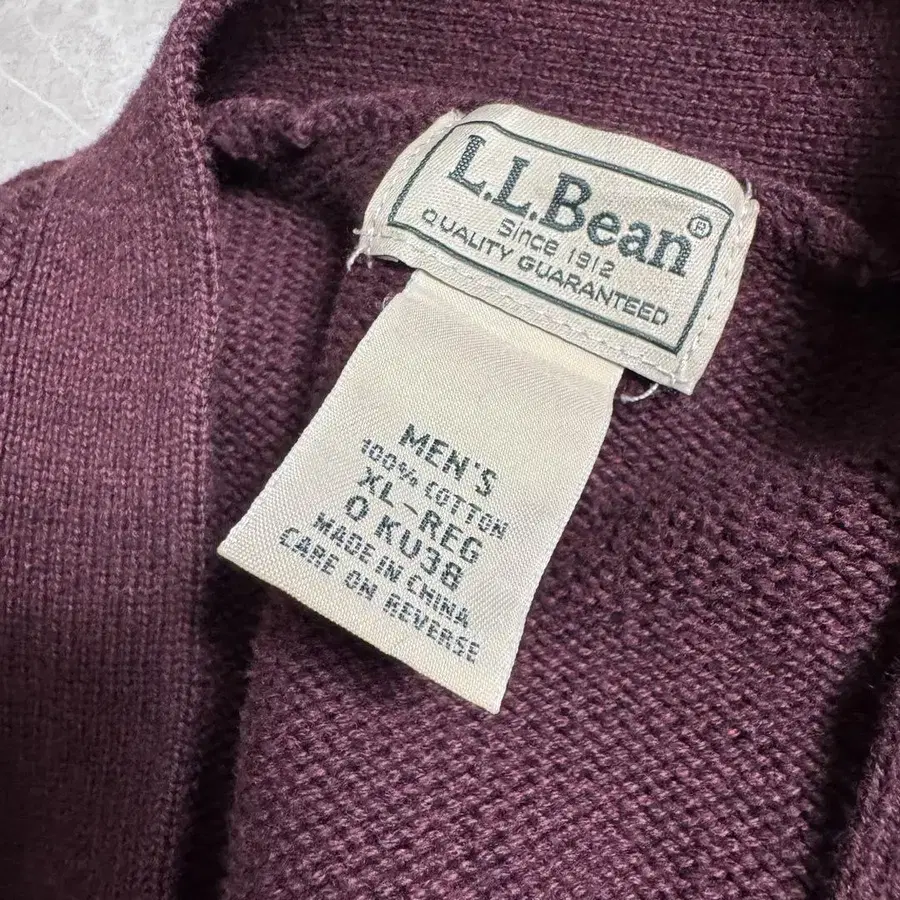 L.L.Bean®
Since 1912
QUALITY GUARANTEED
MEN'S
100% COTTON
XL-REG
0 KU38
MADE IN CHINA
CARE ON REVERSE